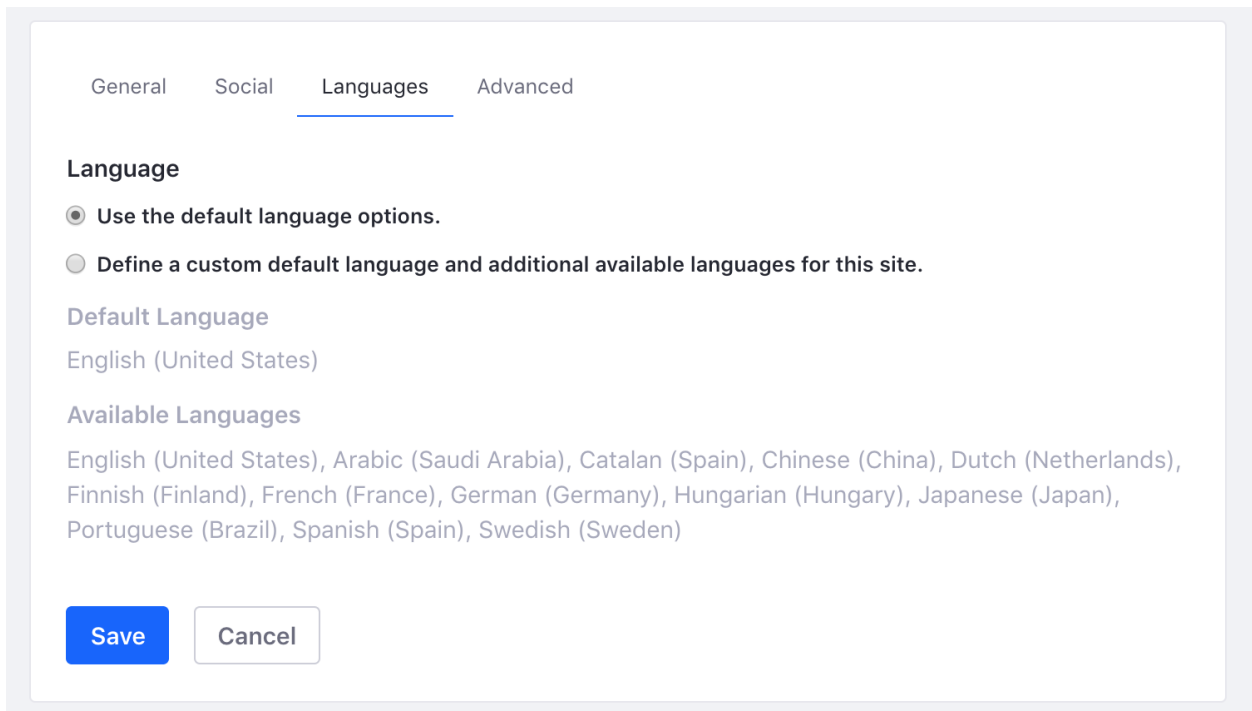 General Social Languages Advanced
Language
Use the default language options.
Define a custom default language and additional available languages for this site.
Default Language
English (United States)
Available Languages
English (United States), Arabic (Saudi Arabia), Catalan (Spain), Chinese (China), Dutch (Netherlands),
Finnish (Finland), French (France), German (Germany), Hungarian (Hungary), Japanese (Japan),
Portuguese (Brazil), Spanish (Spain), Swedish (Sweden)
Save Cancel